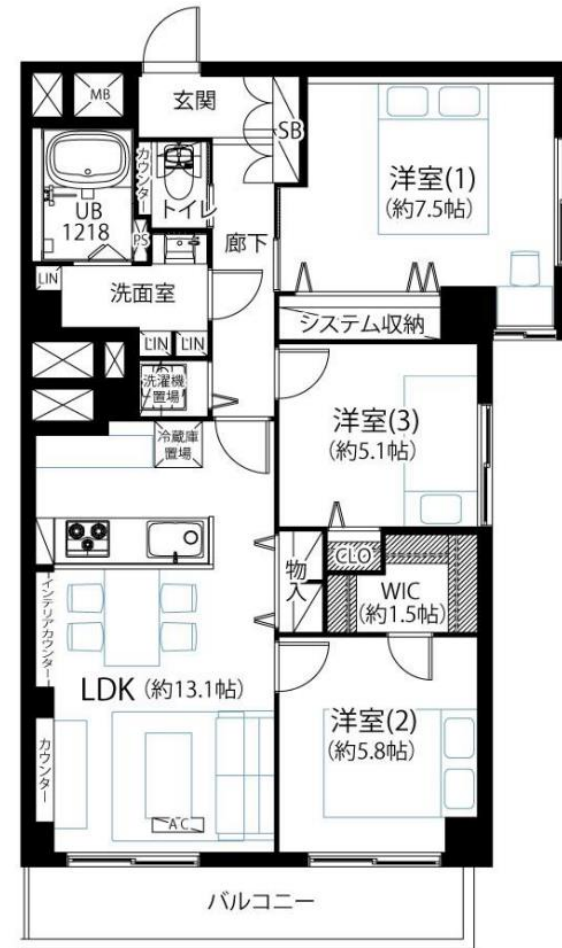 MB
玄関
SB
カウンター
トイレ
UB
1218
PS
洋室(1)
(約7.5帖)
廊下
LIN
洗面室
LIN
LIN
システム収納
洗濯機
置場
冷蔵庫
置場
洋室(3)
(約5.1帖)
物入
CLO
WIC
(約1.5帖)
インテリアカウンター
LDK (約13.1帖)
洋室(2)
(約5.8帖)
カウンター
AC
バルコニー